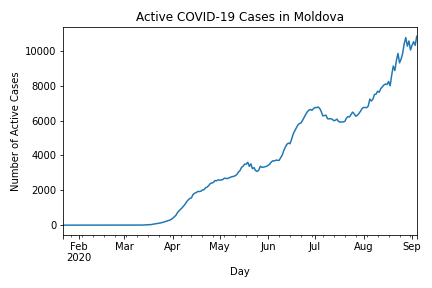 Active COVID-19 Cases in Moldova
Number of Active Cases
10000
8000
6000
4000
2000
0
Feb Mar Apr May Jun Jul Aug Sep
2020
Day